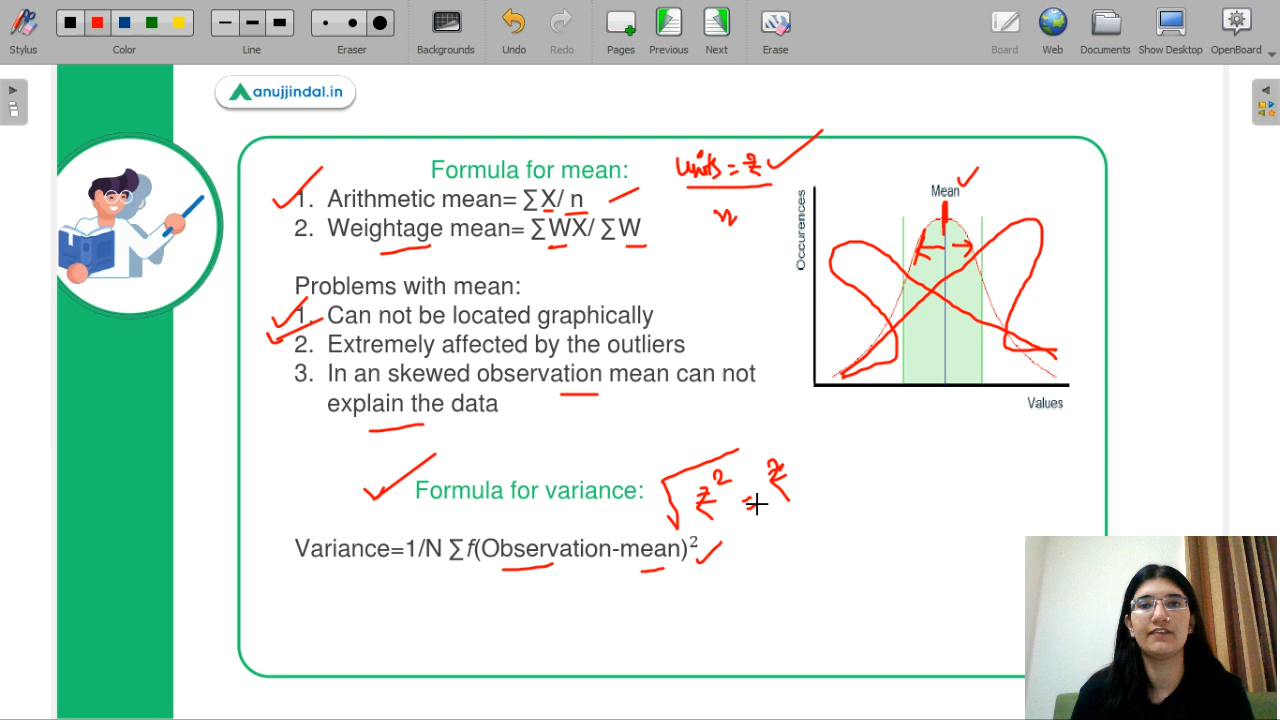 Stylus
Color
Line
Eraser
Backgrounds
Undo
Redo
Pages
Previous
Next
Erase
Board
Web
Documents
Show Desktop
OpenBoard
anujjindal.in
Formula for mean:
units = z
1. Arithmetic mean= ∑X/ n
2. Weightage mean= ∑WX/ ∑W
n
Problems with mean:
1. Can not be located graphically
2. Extremely affected by the outliers
3. In an skewed observation mean can not
explain the data
Mean
Occurences
Values
Formula for variance:
√z² = z
Variance=1/N ∑f(Observation-mean)²